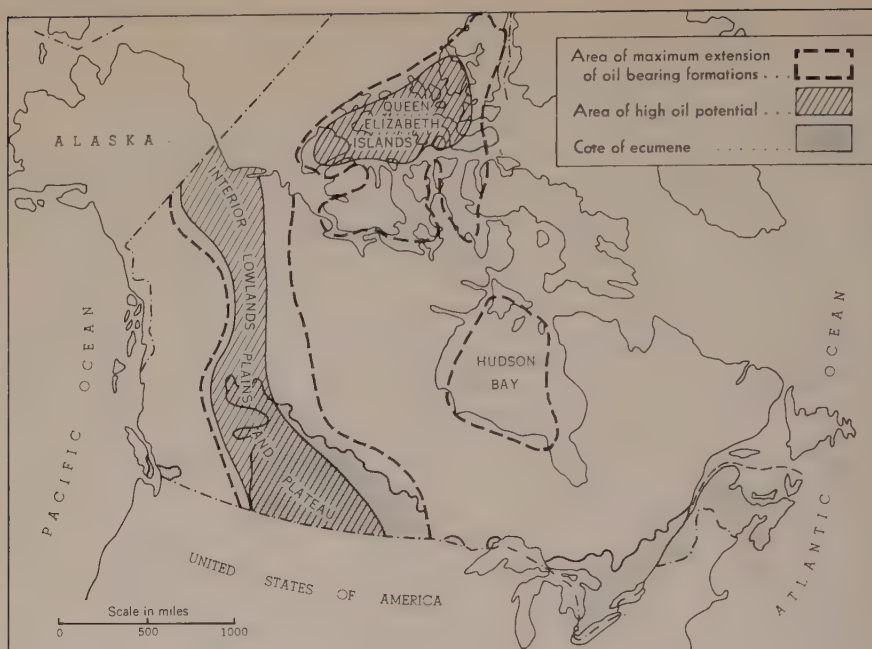 Area of maximum extension
of oil bearing formations . . .
Area of high oil potential . . .
Core of ecumene . . . . . . .
ALASKA
QUEEN
ELIZABETH
ISLANDS
INTERIOR
LOWLANDS
PLAINS
AND
PLATEAU
HUDSON
BAY
PACIFIC OCEAN
ATLANTIC OCEAN
UNITED STATES OF AMERICA
Scale in miles
0 500 1000